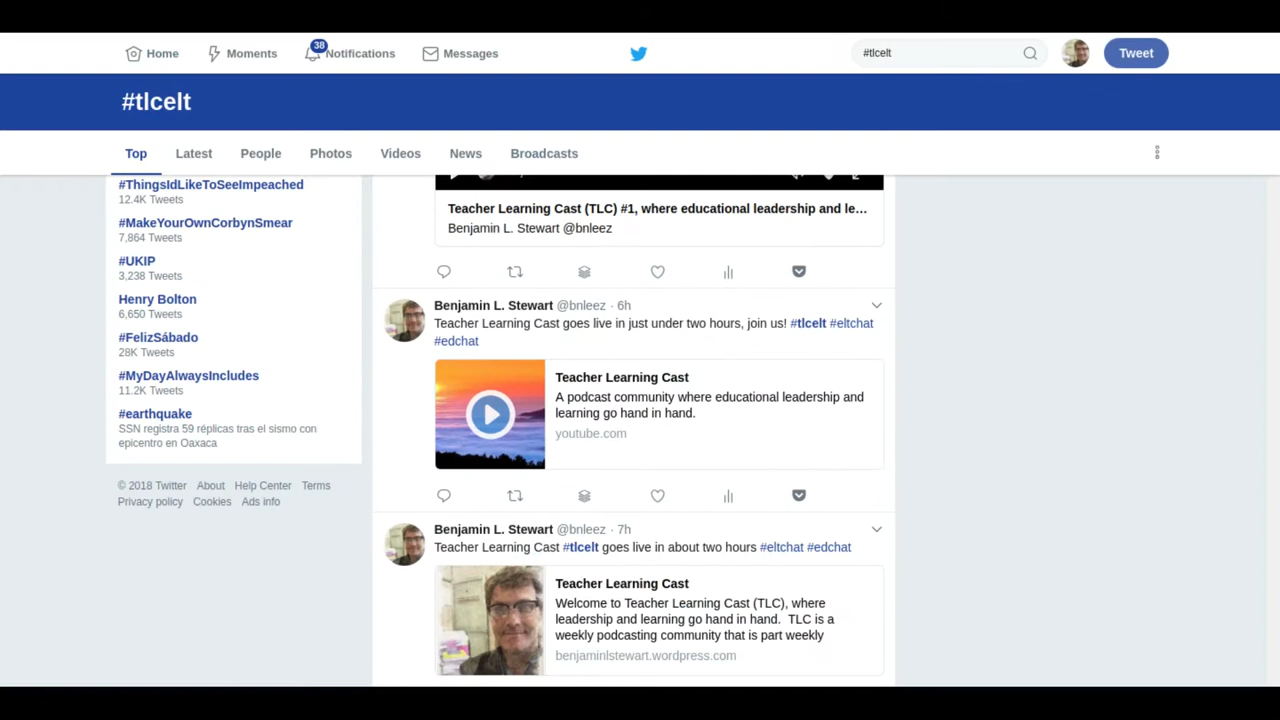 Home
Moments
38
Notifications
Messages
#tlcelt
Tweet
#tlcelt
Top
Latest
People
Photos
Videos
News
Broadcasts
#ThingsIdLikeToSeeImpeached
12.4K Tweets
#MakeYourOwnCorbynSmear
7,864 Tweets
#UKIP
3,238 Tweets
Henry Bolton
6,650 Tweets
#FelizSábado
28K Tweets
#MyDayAlwaysIncludes
11.2K Tweets
#earthquake
SSN registra 59 réplicas tras el sismo con
epicentro en Oaxaca
© 2018 Twitter About Help Center Terms
Privacy policy Cookies Ads info
Teacher Learning Cast (TLC) #1, where educational leadership and le…
Benjamin L. Stewart @bnleez
Benjamin L. Stewart @bnleez · 6h
Teacher Learning Cast goes live in just under two hours, join us! #tlcelt #eltchat
#edchat
Teacher Learning Cast
A podcast community where educational leadership and
learning go hand in hand.
youtube.com
Benjamin L. Stewart @bnleez · 7h
Teacher Learning Cast #tlcelt goes live in about two hours #eltchat #edchat
Teacher Learning Cast
Welcome to Teacher Learning Cast (TLC), where
leadership and learning go hand in hand. TLC is a
weekly podcasting community that is part weekly
benjaminlstewart.wordpress.com